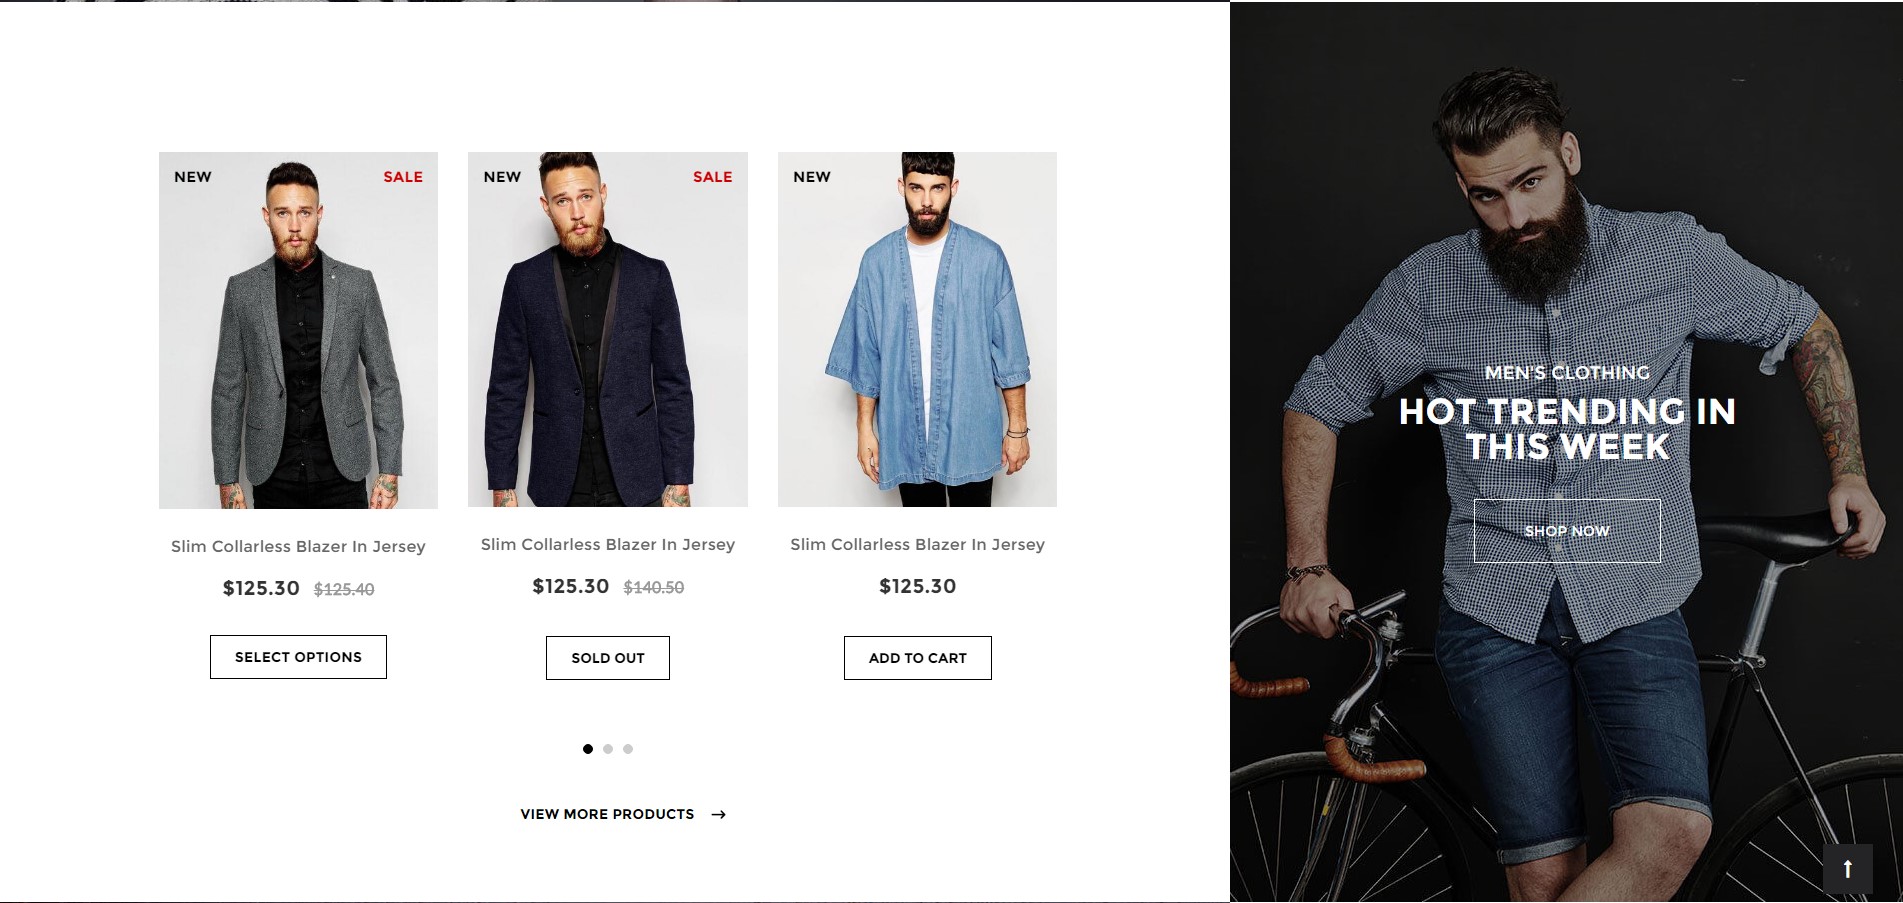 NEW SALE
NEW SALE
NEW
Slim Collarless Blazer In Jersey
$125.30 $125.40
SELECT OPTIONS
Slim Collarless Blazer In Jersey
$125.30 $140.50
SOLD OUT
Slim Collarless Blazer In Jersey
$125.30
ADD TO CART
VIEW MORE PRODUCTS →
MEN'S CLOTHING
HOT TRENDING IN
THIS WEEK
SHOP NOW